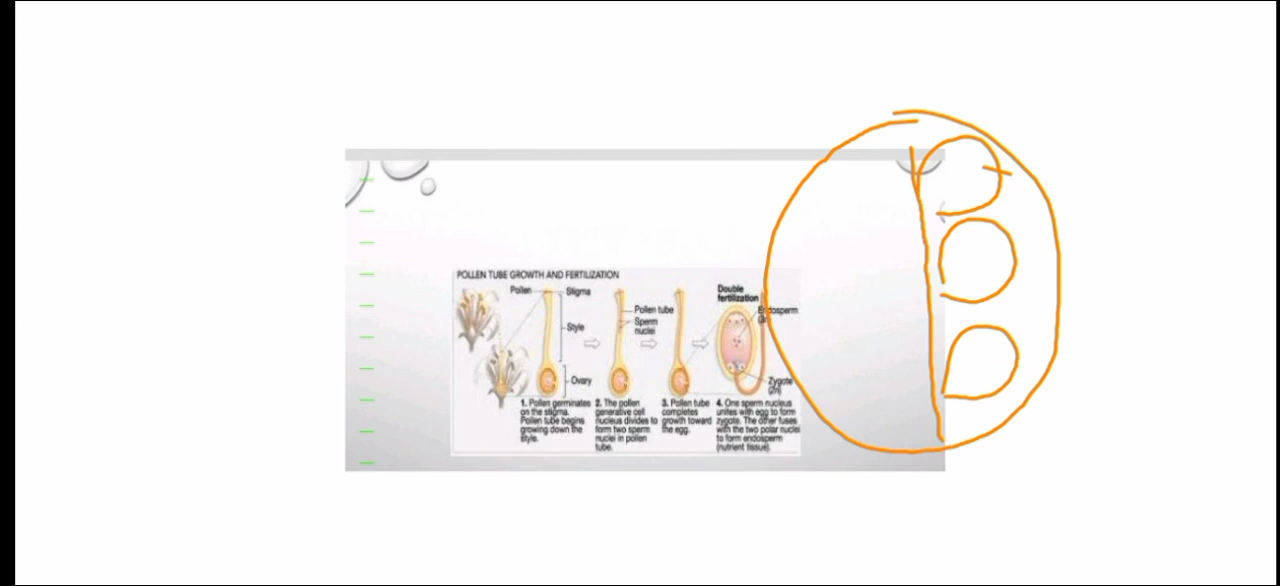 POLLEN TUBE GROWTH AND FERTILIZATION
Pollen
Stigma
Style
Ovary
Pollen tube
Sperm
nuclei
Double
fertilization
Endosperm
Zygote
(2n)
1. Pollen germinates
on the stigma.
Pollen tube begins
growing down the
style.
2. The pollen
generative cell
nucleus divides to
form two sperm
nuclei in pollen
tube.
3. Pollen tube
completes
growth toward
the egg.
4. One sperm nucleus
unites with egg to form
zygote. The other fuses
with the two polar nuclei
to form endosperm
(nutrient tissue).